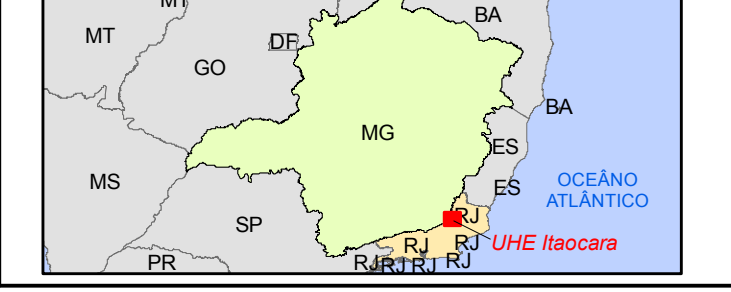 MT
BA
MT
DF
GO
BA
MG
ES
MS
ES
OCEÂNO
ATLÂNTICO
SP
RJ
RJ
RJ
UHE Itaocara
PR
RJ
RJ
RJ
RJ